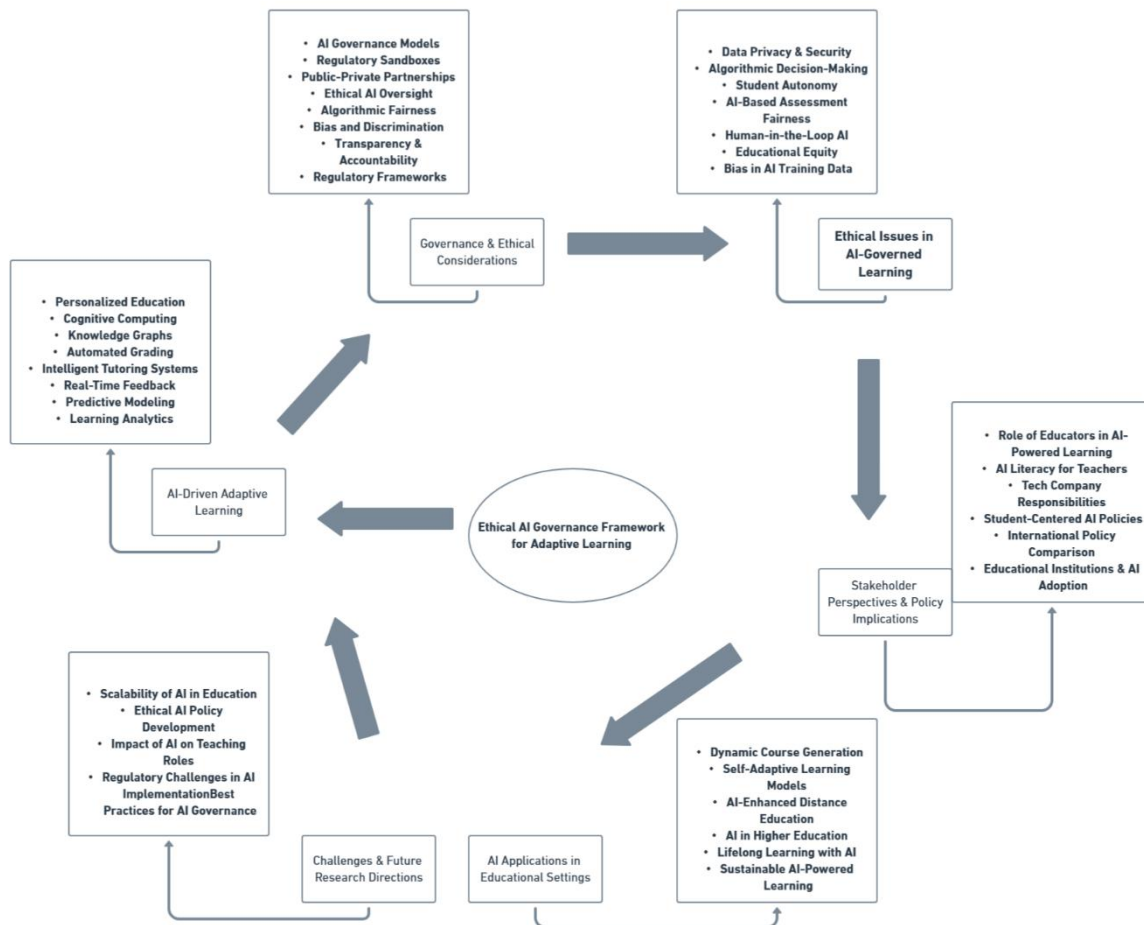 • AI Governance Models
• Regulatory Sandboxes
• Public-Private Partnerships
• Ethical AI Oversight
• Algorithmic Fairness
• Bias and Discrimination
• Transparency &
Accountability
• Regulatory Frameworks
Governance & Ethical
Considerations
• Data Privacy & Security
• Algorithmic Decision-Making
• Student Autonomy
• AI-Based Assessment
Fairness
• Human-in-the-Loop AI
• Educational Equity
• Bias in AI Training Data
Ethical Issues in
AI-Governed
Learning
• Personalized Education
• Cognitive Computing
• Knowledge Graphs
• Automated Grading
• Intelligent Tutoring Systems
• Real-Time Feedback
• Predictive Modeling
• Learning Analytics
AI-Driven Adaptive
Learning
Ethical AI Governance Framework
for Adaptive Learning
• Role of Educators in AI-
Powered Learning
• AI Literacy for Teachers
• Tech Company
Responsibilities
• Student-Centered AI Policies
• International Policy
Comparison
• Educational Institutions & AI
Adoption
Stakeholder
Perspectives & Policy
Implications
• Scalability of AI in Education
• Ethical AI Policy
Development
• Impact of AI on Teaching
Roles
• Regulatory Challenges in AI
ImplementationBest
Practices for AI Governance
Challenges & Future
Research Directions
AI Applications in
Educational Settings
• Dynamic Course Generation
• Self-Adaptive Learning
Models
• AI-Enhanced Distance
Education
• AI in Higher Education
• Lifelong Learning with AI
• Sustainable AI-Powered
Learning